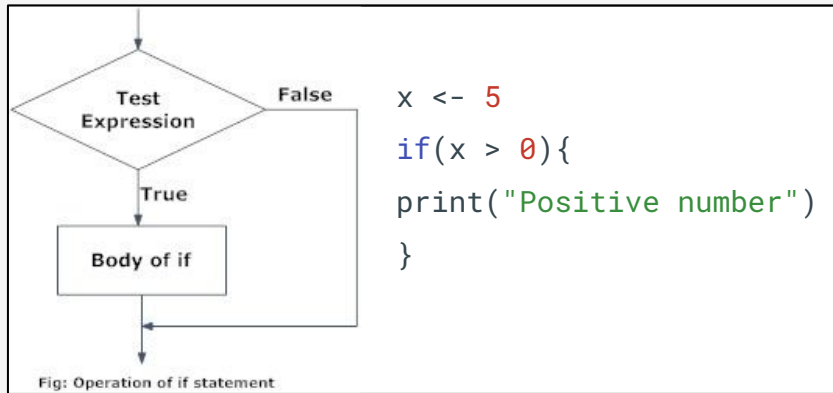 Test
Expression
False
True
Body of if
Fig: Operation of if statement
x <- 5
if(x > 0){
print("Positive number")
}